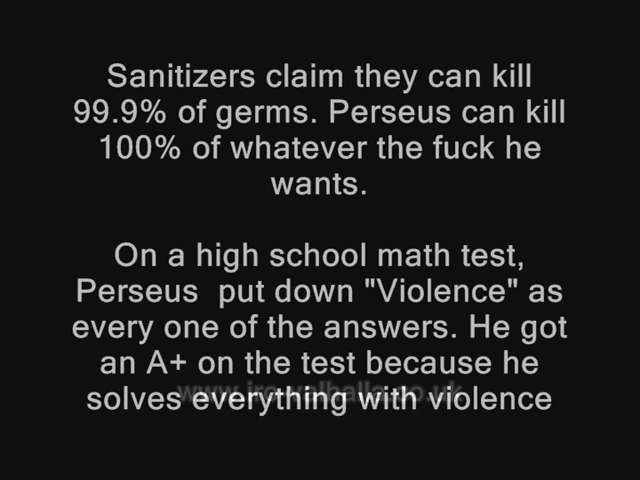 Sanitizers claim they can kill
99.9% of germs. Perseus can kill
100% of whatever the fuck he
wants.
On a high school math test,
Perseus  put down "Violence" as
every one of the answers. He got
an A+ on the test because he
solves everything with violence